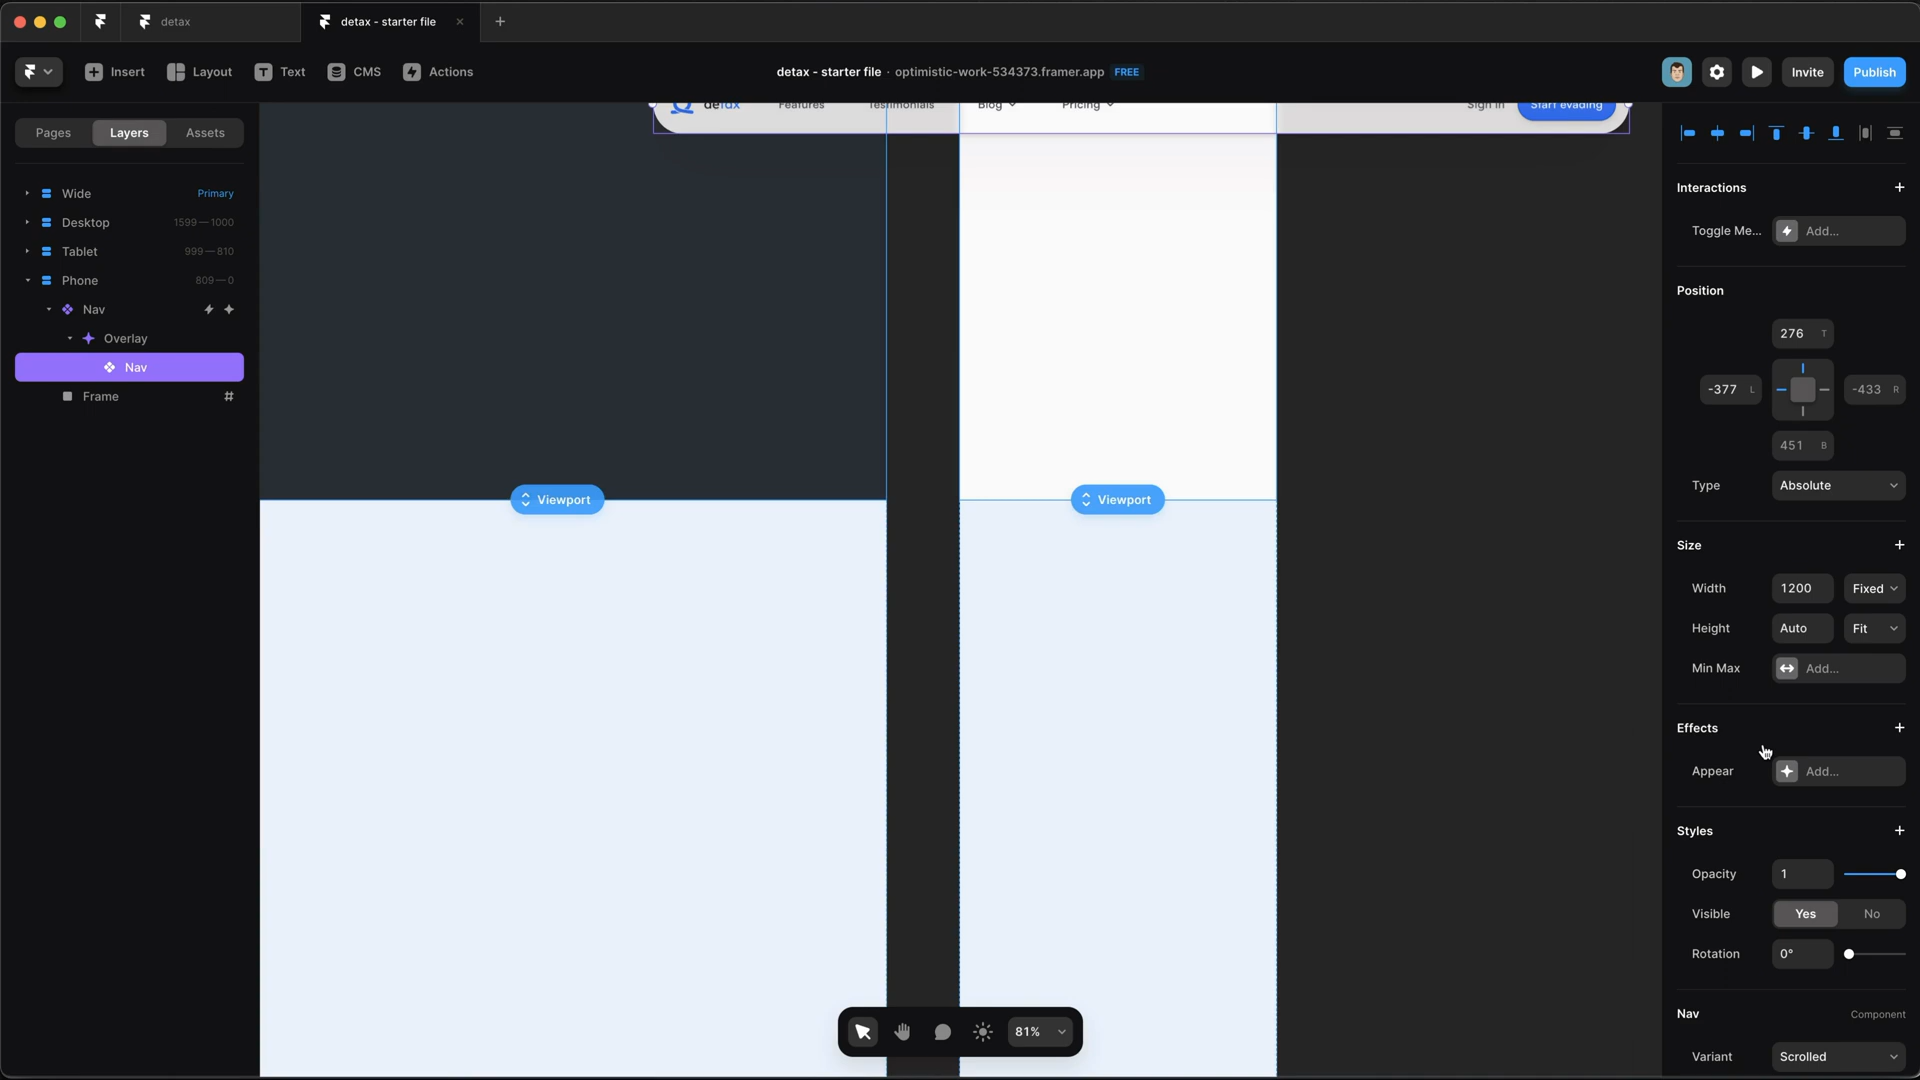 detax
detax - starter file
Insert
Layout
Text
CMS
Actions
detax - starter file · optimistic-work-534373.framer.app FREE
Invite
Publish
Pages
Layers
Assets
Wide Primary
Desktop 1599—1000
Tablet 999—810
Phone 809—0
Nav
Overlay
Nav
Frame
detax
Features
Testimonials
Blog
Pricing
Sign in
Start evading
Viewport
Viewport
81%
Interactions
Toggle Me... Add...
Position
276 T
-377 L
-433 R
451 B
Type Absolute
Size
Width 1200 Fixed
Height Auto Fit
Min Max Add...
Effects
Appear Add...
Styles
Opacity 1
Visible Yes No
Rotation 0°
Nav Component
Variant Scrolled